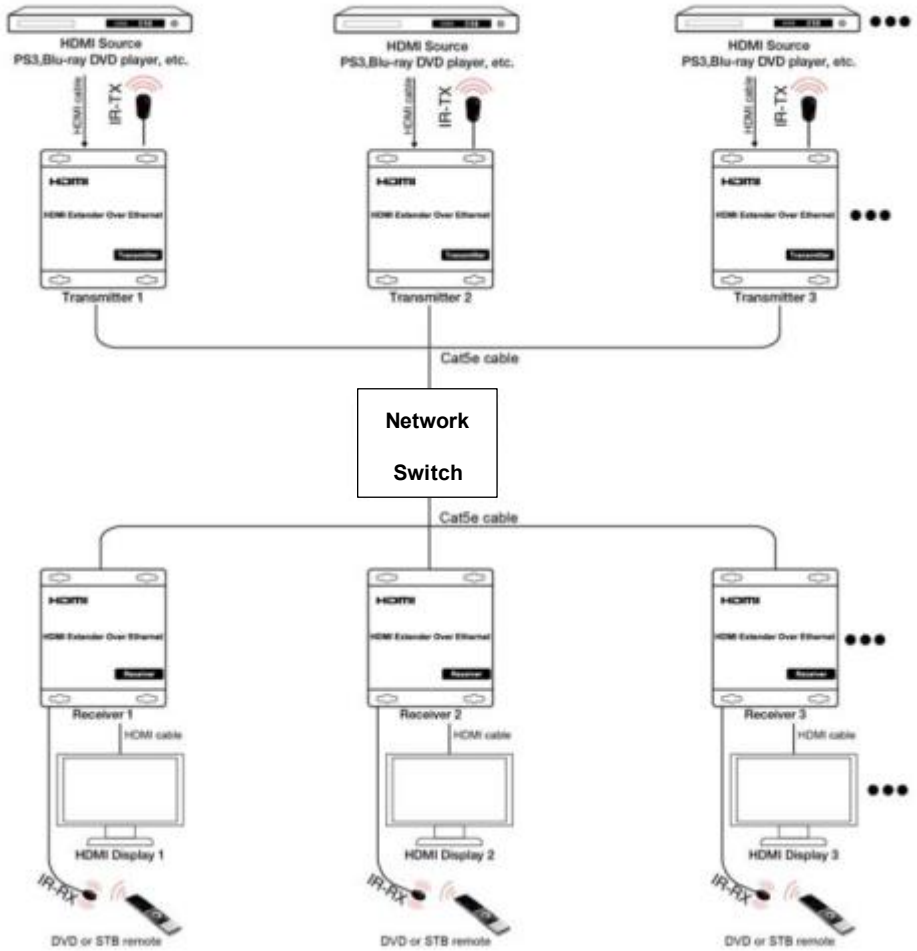 HDMI Source
PS3,Blu-ray DVD player, etc.
HDMI cable
IR-TX
HDMI Source
PS3,Blu-ray DVD player, etc.
HDMI cable
IR-TX
HDMI Source
PS3,Blu-ray DVD player, etc.
HDMI cable
IR-TX
HDMI
HDMI Extender Over Ethernet
Transmitter
Transmitter 1
HDMI
HDMI Extender Over Ethernet
Transmitter
Transmitter 2
HDMI
HDMI Extender Over Ethernet
Transmitter
Transmitter 3
Cat5e cable
Network
Switch
Cat5e cable
HDMI
HDMI Extender Over Ethernet
Receiver
Receiver 1
HDMI cable
HDMI Display 1
IR-RX
DVD or STB remote
HDMI
HDMI Extender Over Ethernet
Receiver
Receiver 2
HDMI cable
HDMI Display 2
IR-RX
DVD or STB remote
HDMI
HDMI Extender Over Ethernet
Receiver
Receiver 3
HDMI cable
HDMI Display 3
IR-RX
DVD or STB remote